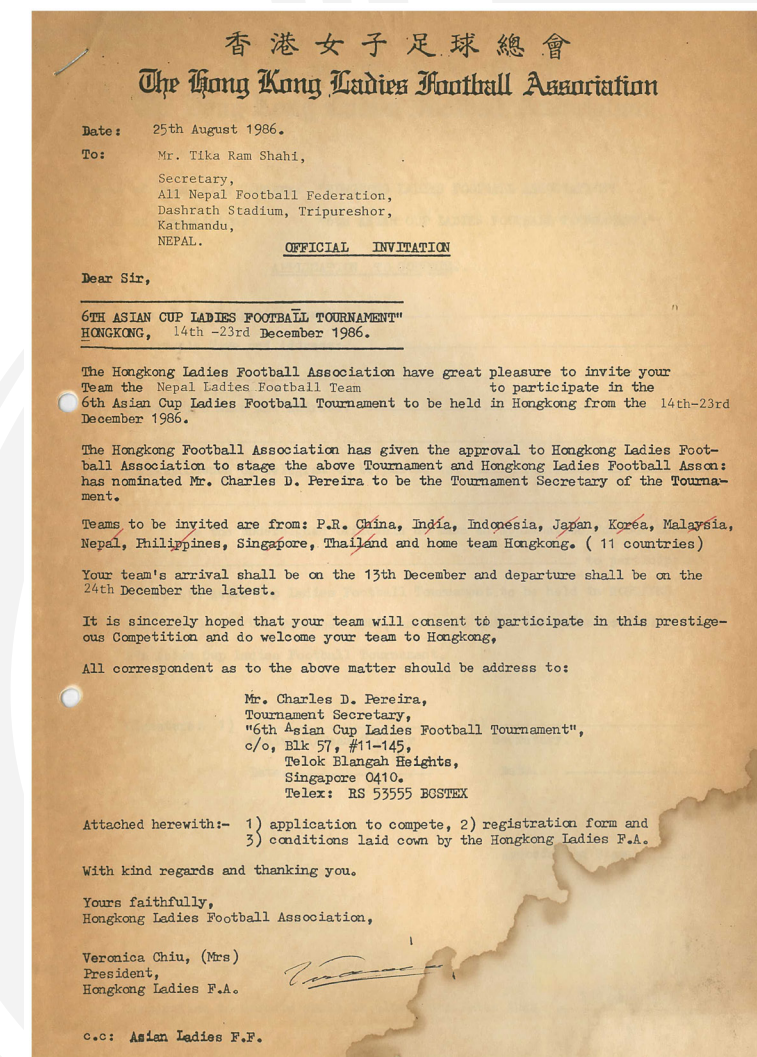 香港女子足球總會
The Hong Kong Ladies Football Association
Date: 25th August 1986.
To: Mr. Tika Ram Shahi,
Secretary,
All Nepal Football Federation,
Dashrath Stadium, Tripureshor,
Kathmandu,
NEPAL.
OFFICIAL INVITATION
Dear Sir,
6TH ASIAN CUP LADIES FOOTBALL TOURNAMENT"
HONGKONG, 14th -23rd December 1986.
The Hongkong Ladies Football Association have great pleasure to invite your
Team the Nepal Ladies Football Team to participate in the
6th Asian Cup Ladies Football Tournament to be held in Hongkong from the 14th-23rd
December 1986.
The Hongkong Football Association has given the approval to Hongkong Ladies Foot-
ball Association to stage the above Tournament and Hongkong Ladies Football Asson:
has nominated Mr. Charles D. Pereira to be the Tournament Secretary of the Tourna-
ment.
Teams to be invited are from: P.R. China, India, Indonesia, Japan, Korea, Malaysia,
Nepal, Philippines, Singapore, Thailand and home team Hongkong. ( 11 countries)
Your team's arrival shall be on the 13th December and departure shall be on the
24th December the latest.
It is sincerely hoped that your team will consent to participate in this prestige-
ous Competition and do welcome your team to Hongkong,
All correspondent as to the above matter should be address to:
Mr. Charles D. Pereira,
Tournament Secretary,
"6th Asian Cup Ladies Football Tournament",
c/o, Blk 57, #11-145,
Telok Blangah Heights,
Singapore 0410.
Telex: RS 53555 BOSTEX
Attached herewith:- 1) application to compete, 2) registration form and
3) conditions laid cown by the Hongkong Ladies F.A.
With kind regards and thanking you.
Yours faithfully,
Hongkong Ladies Football Association,
Veronica Chiu, (Mrs)
President,
Hongkong Ladies F.A.
c.c: Asian Ladies F.F.